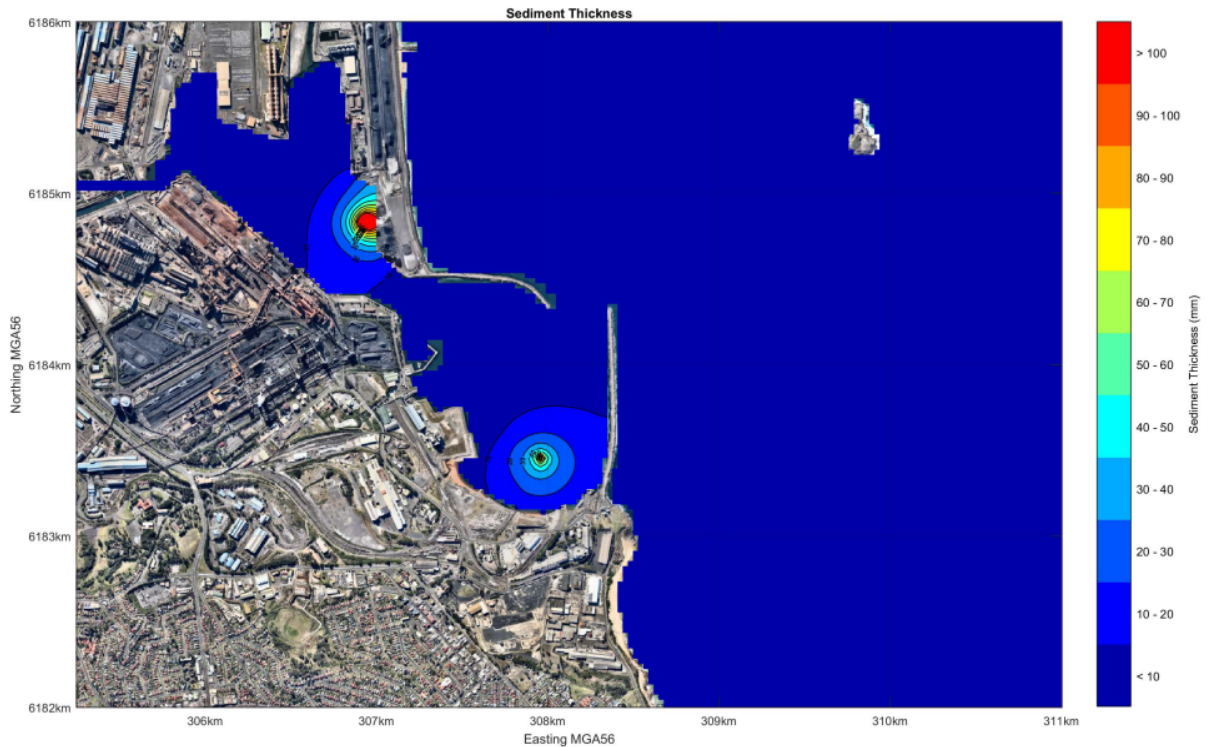 Sediment Thickness
6186km
6185km
6184km
6183km
6182km
Northing MGA56
306km
307km
308km
309km
310km
311km
Easting MGA56
> 100
90 - 100
80 - 90
70 - 80
60 - 70
50 - 60
40 - 50
30 - 40
20 - 30
10 - 20
< 10
Sediment Thickness (mm)